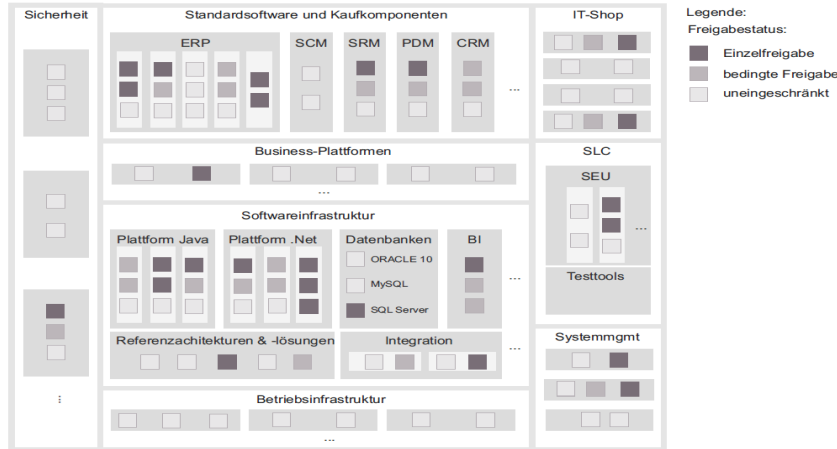 Sicherheit
Standardsoftware und Kaufkomponenten
ERP
SCM
SRM
PDM
CRM
...
Business-Plattformen
...
Softwareinfrastruktur
Plattform Java
Plattform .Net
Datenbanken
ORACLE 10
MySQL
SQL Server
BI
...
Referenzachitekturen & -lösungen
Integration
...
Betriebsinfrastruktur
...
IT-Shop
SLC
SEU
...
Testtools
Systemmgmt
...
Legende:
Freigabestatus:
Einzelfreigabe
bedingte Freigabe
uneingeschränkt